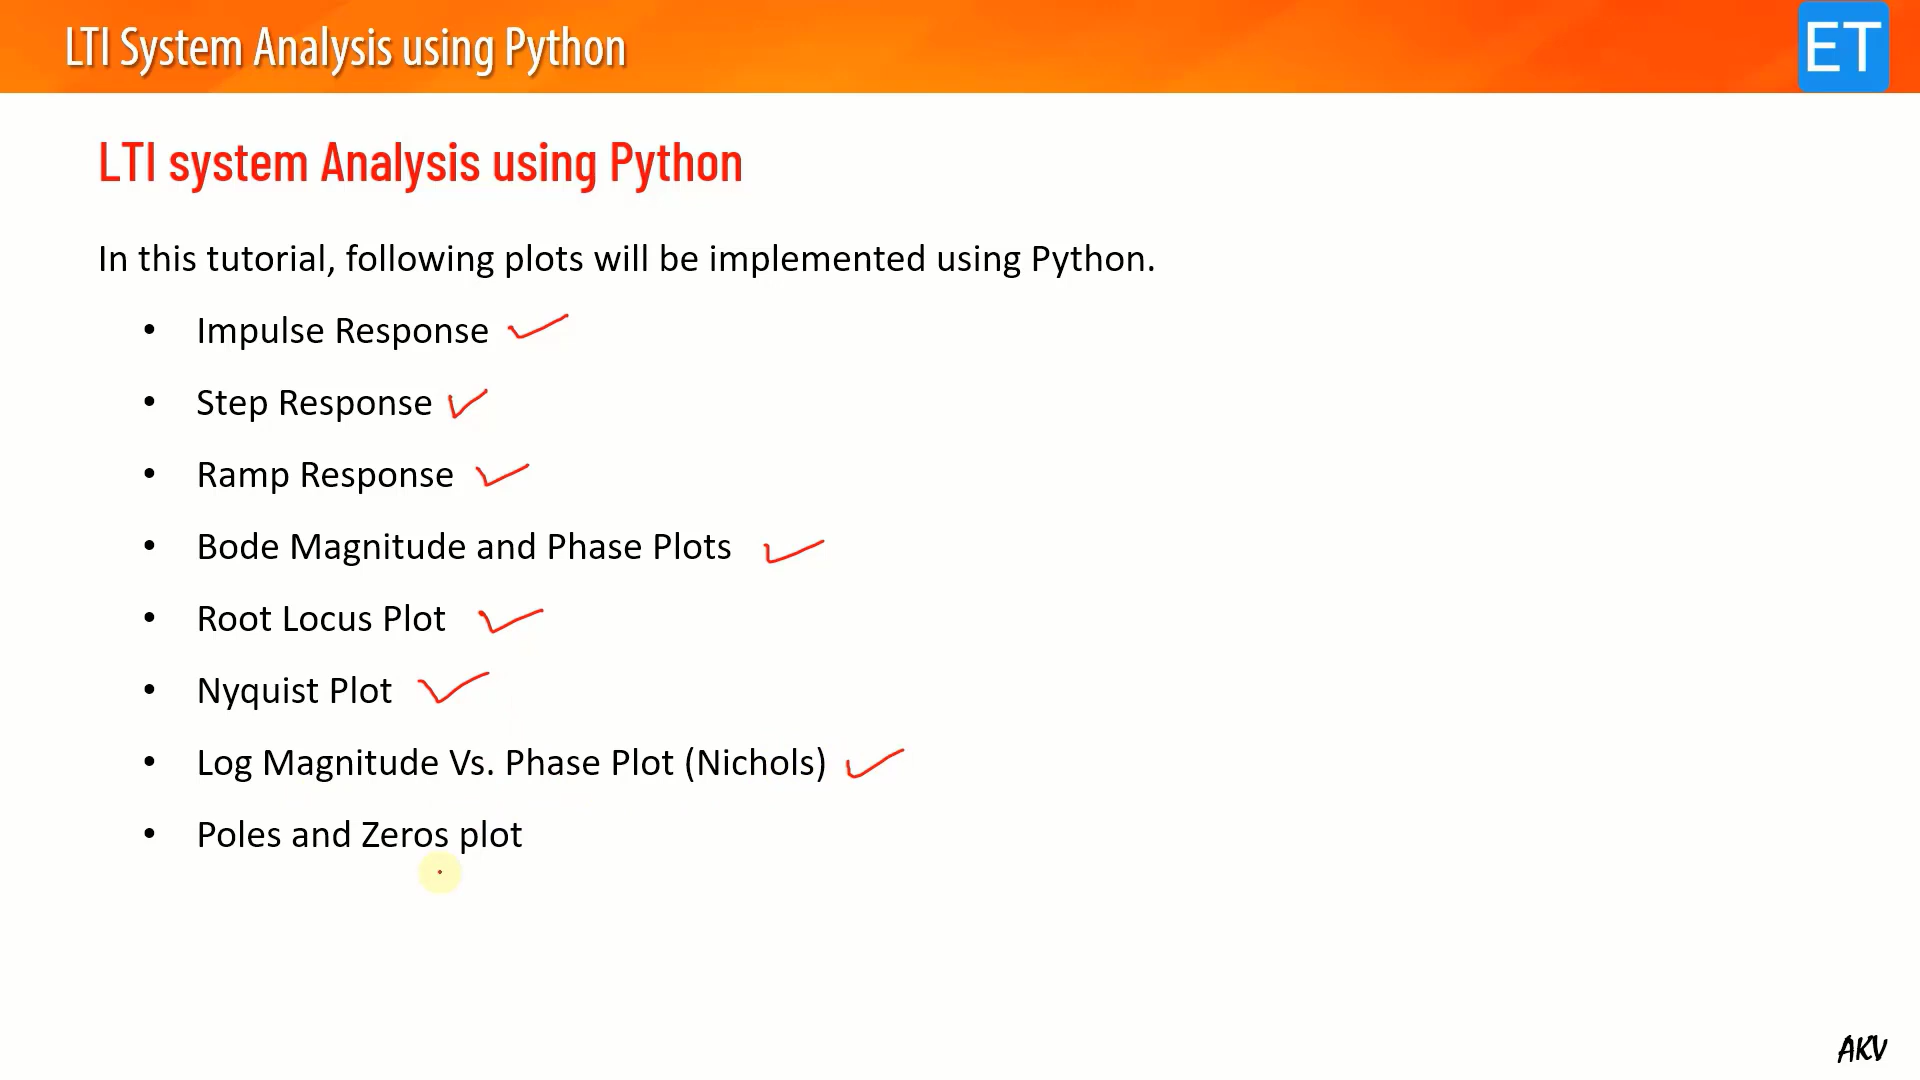 LTI System Analysis using Python
ET
LTI system Analysis using Python
In this tutorial, following plots will be implemented using Python.
• Impulse Response
• Step Response
• Ramp Response
• Bode Magnitude and Phase Plots
• Root Locus Plot
• Nyquist Plot
• Log Magnitude Vs. Phase Plot (Nichols)
• Poles and Zeros plot
AKV